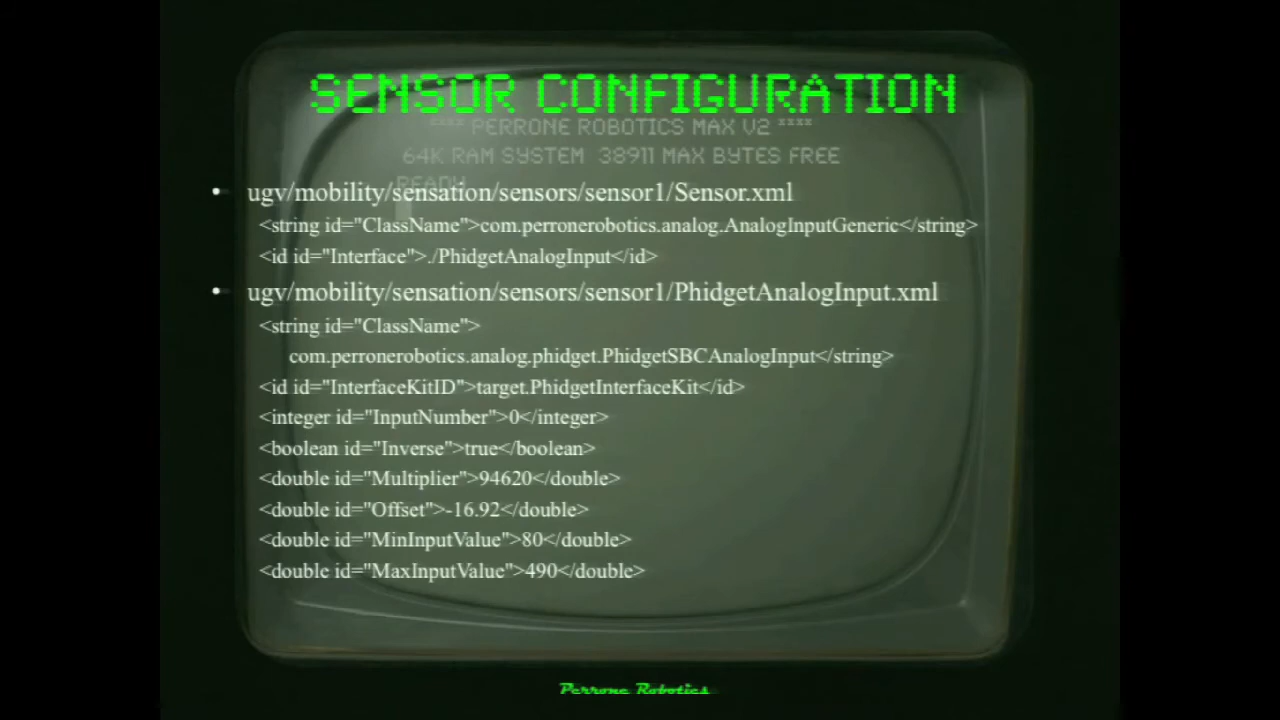 SENSOR CONFIGURATION
**** PERRONE ROBOTICS MAX V2 ****
64K RAM SYSTEM 38911 MAX BYTES FREE
READY
• ugv/mobility/sensation/sensors/sensor1/Sensor.xml
<string id="ClassName">com.perronerobotics.analog.AnalogInputGeneric</string>
<id id="Interface">./PhidgetAnalogInput</id>
• ugv/mobility/sensation/sensors/sensor1/PhidgetAnalogInput.xml
<string id="ClassName">
com.perronerobotics.analog.phidget.PhidgetSBCAnalogInput</string>
<id id="InterfaceKitID">target.PhidgetInterfaceKit</id>
<integer id="InputNumber">0</integer>
<boolean id="Inverse">true</boolean>
<double id="Multiplier">94620</double>
<double id="Offset">-16.92</double>
<double id="MinInputValue">80</double>
<double id="MaxInputValue">490</double>
Perrone Robotics